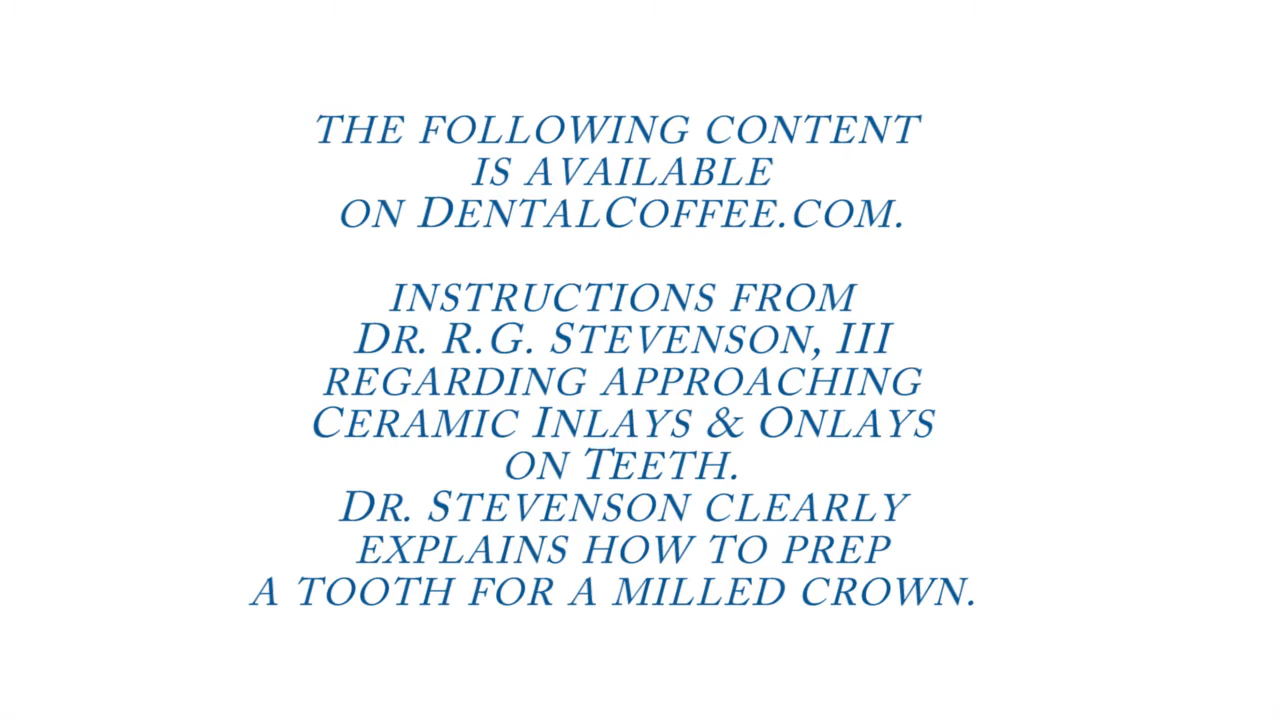 THE FOLLOWING CONTENT
IS AVAILABLE
ON DENTALCOFFEE.COM.
INSTRUCTIONS FROM
DR. R.G. STEVENSON, III
REGARDING APPROACHING
CERAMIC INLAYS & ONLAYS
ON TEETH.
DR. STEVENSON CLEARLY
EXPLAINS HOW TO PREP
A TOOTH FOR A MILLED CROWN.